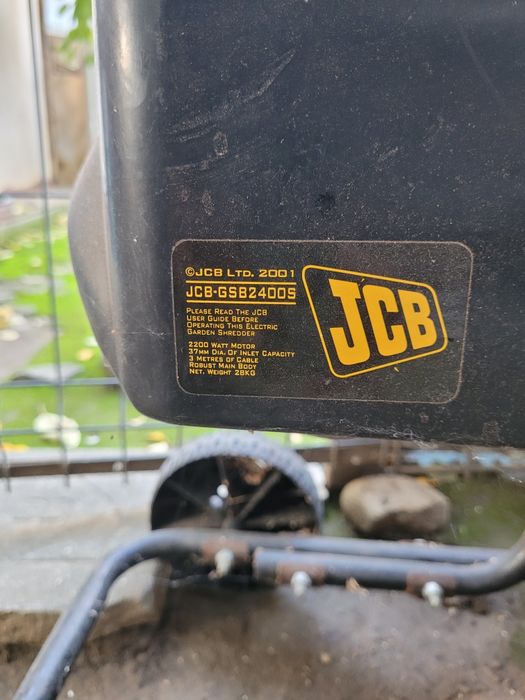 ©JCB LTD. 2001
JCB-GSB2400S
PLEASE READ THE JCB
USER GUIDE BEFORE
OPERATING THIS ELECTRIC
GARDEN SHREDDER
2200 WATT MOTOR
37MM DIA. OF INLET CAPACITY
3 METRES OF CABLE
ROBUST MAIN BODY
NET. WEIGHT 28KG
JCB